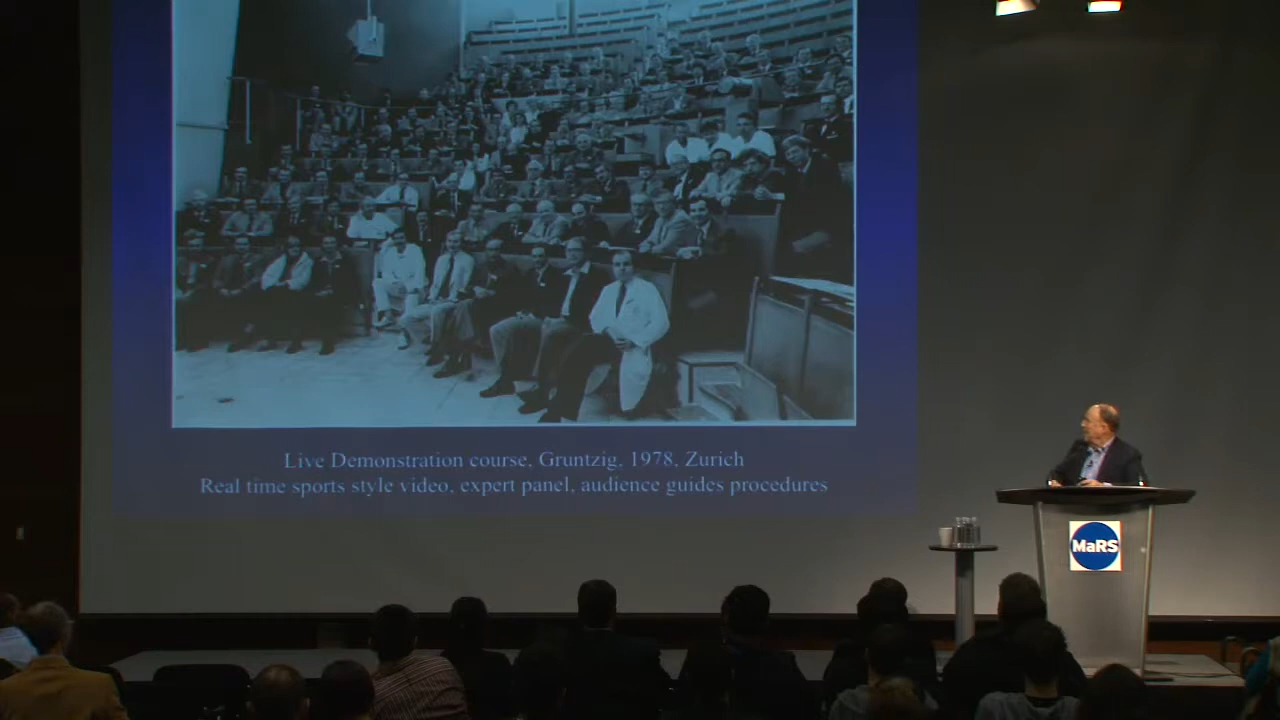 Live Demonstration course, Gruntzig, 1978, Zurich
Real time sports style video, expert panel, audience guides procedures
MaRS